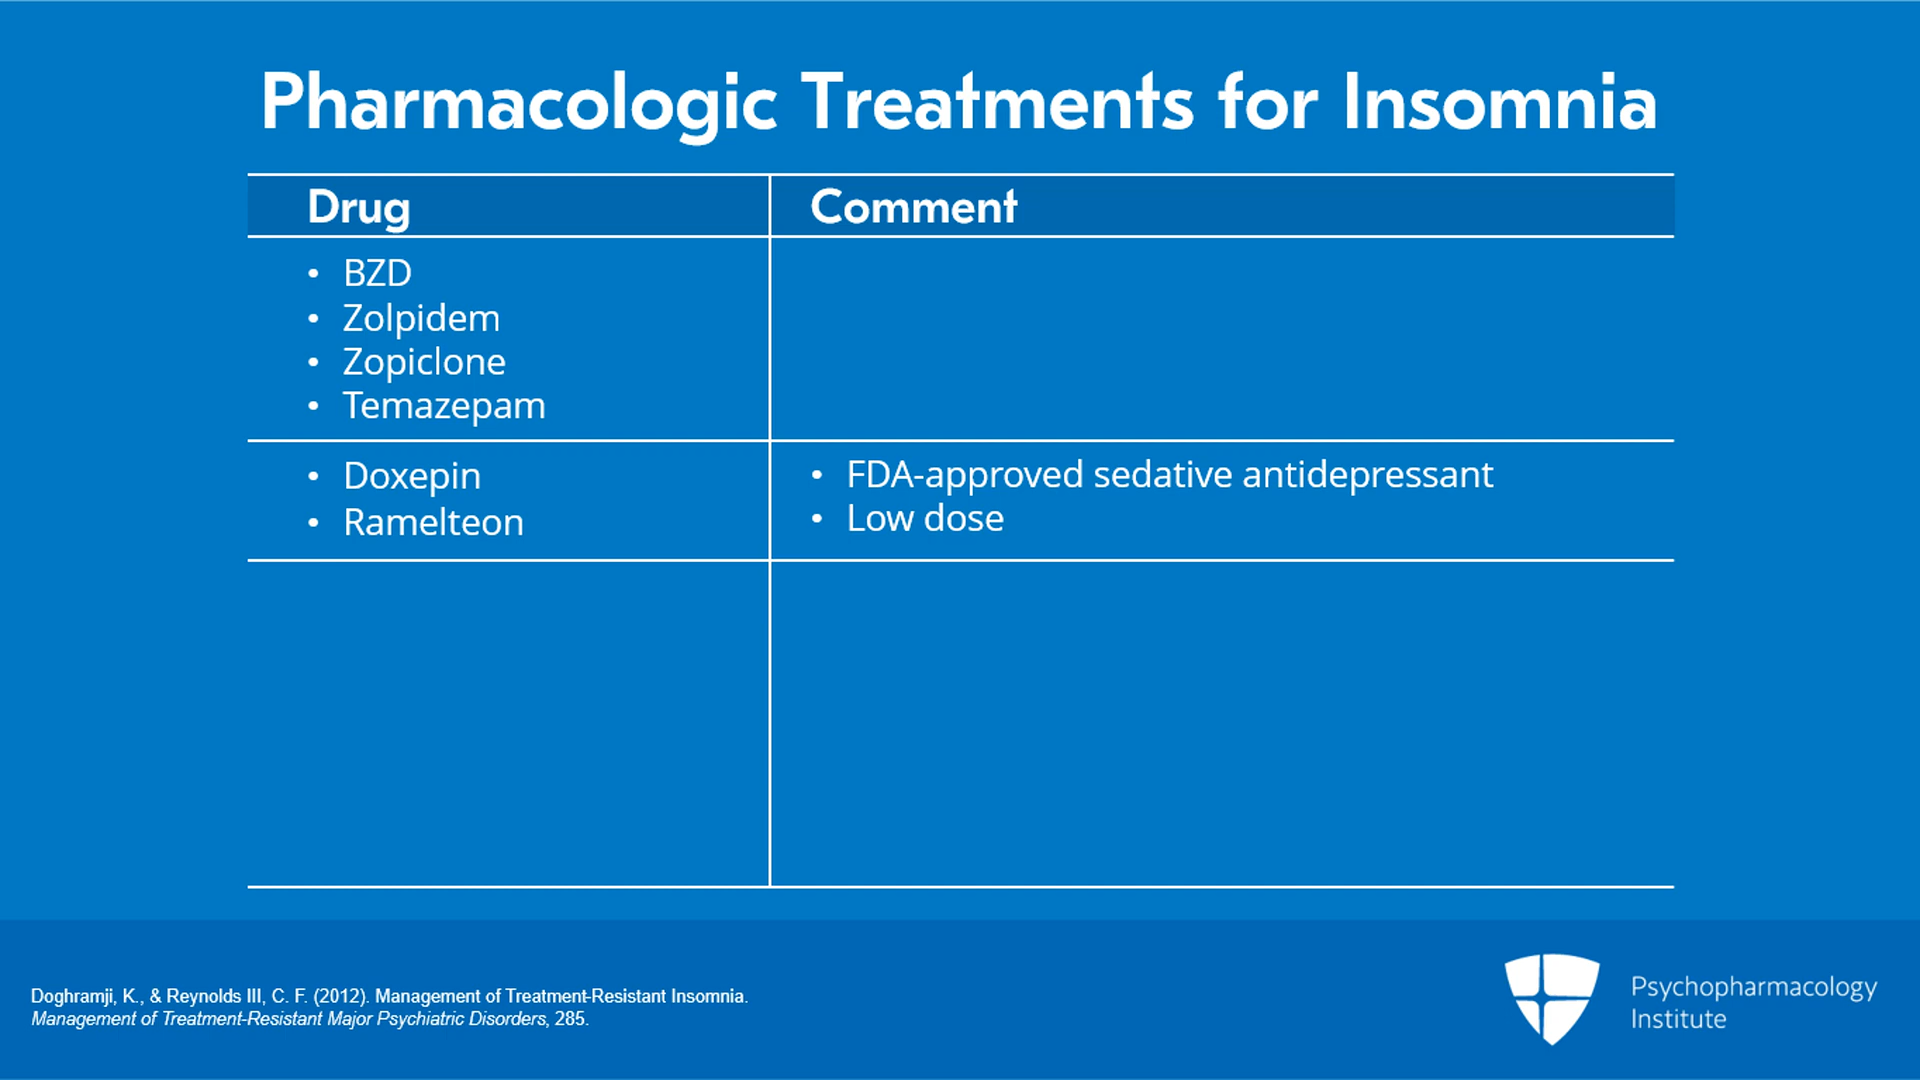 Pharmacologic Treatments for Insomnia
Drug
Comment
• BZD
• Zolpidem
• Zopiclone
• Temazepam
• Doxepin
• Ramelteon
• FDA-approved sedative antidepressant
• Low dose
Doghramji, K., & Reynolds III, C. F. (2012). Management of Treatment-Resistant Insomnia.
Management of Treatment-Resistant Major Psychiatric Disorders, 285.
Psychopharmacology
Institute